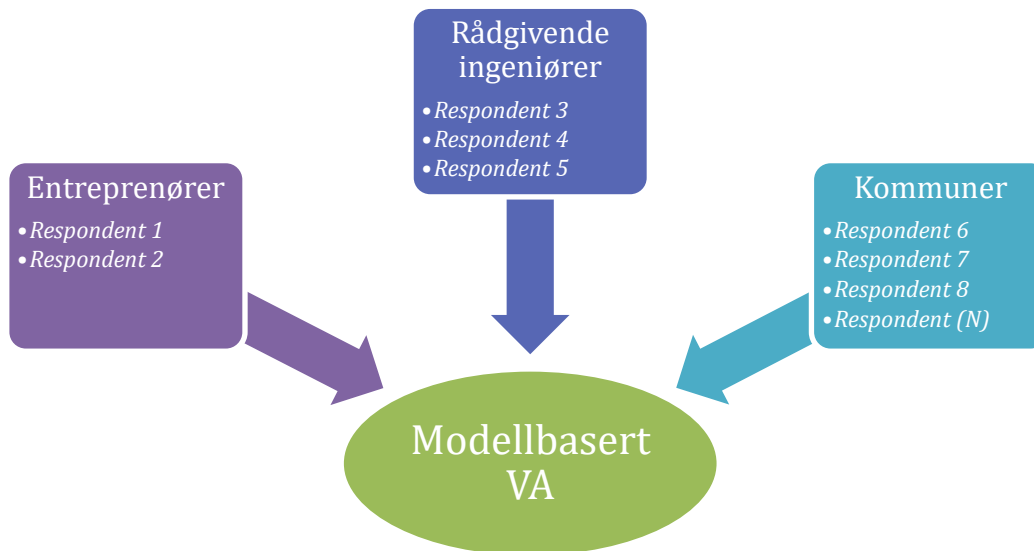 Rådgivende
ingeniører
• Respondent 3
• Respondent 4
• Respondent 5
Entreprenører
• Respondent 1
• Respondent 2
Kommuner
• Respondent 6
• Respondent 7
• Respondent 8
• Respondent (N)
Modellbasert
VA